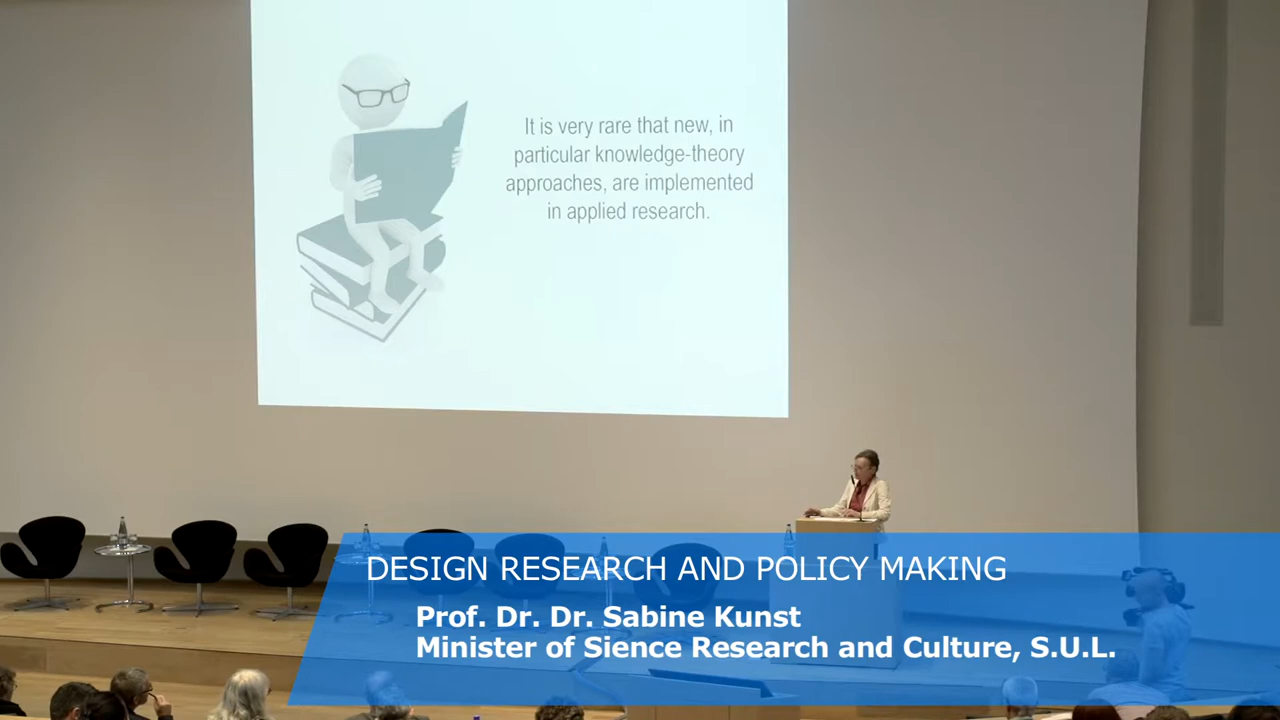 It is very rare that new, in
particular knowledge-theory
approaches, are implemented
in applied research.
DESIGN RESEARCH AND POLICY MAKING
Prof. Dr. Dr. Sabine Kunst
Minister of Sience Research and Culture, S.U.L.